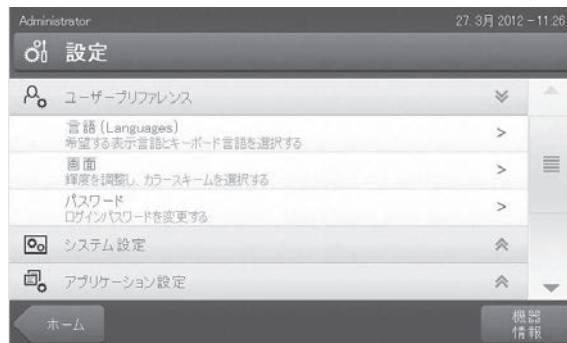 Administrator
27. 3月 2012 - 11:26
設定
ユーザープリファレンス
言語 (Languages)
希望する表示言語とキーボード言語を選択する
画面
輝度を調整し、カラースキームを選択する
パスワード
ログインパスワードを変更する
システム設定
アプリケーション設定
ホーム
機器
情報